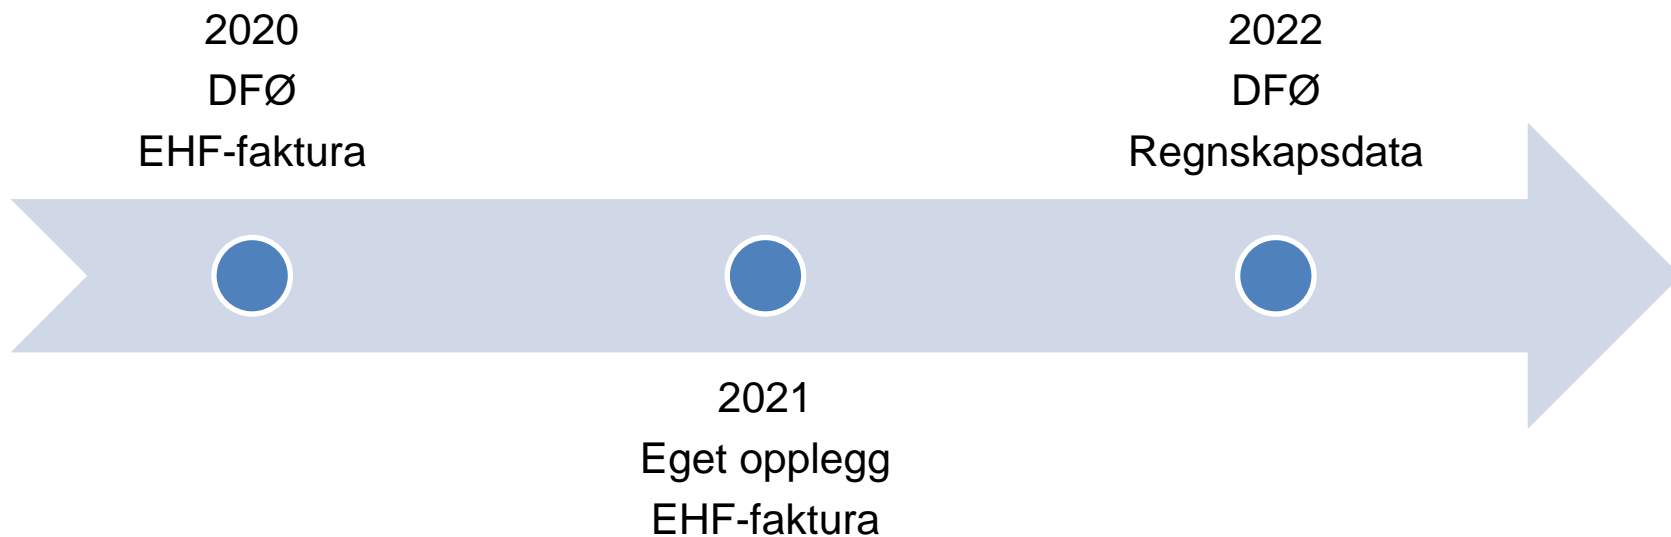 2020
DFØ
EHF-faktura
2021
Eget opplegg
EHF-faktura
2022
DFØ
Regnskapsdata